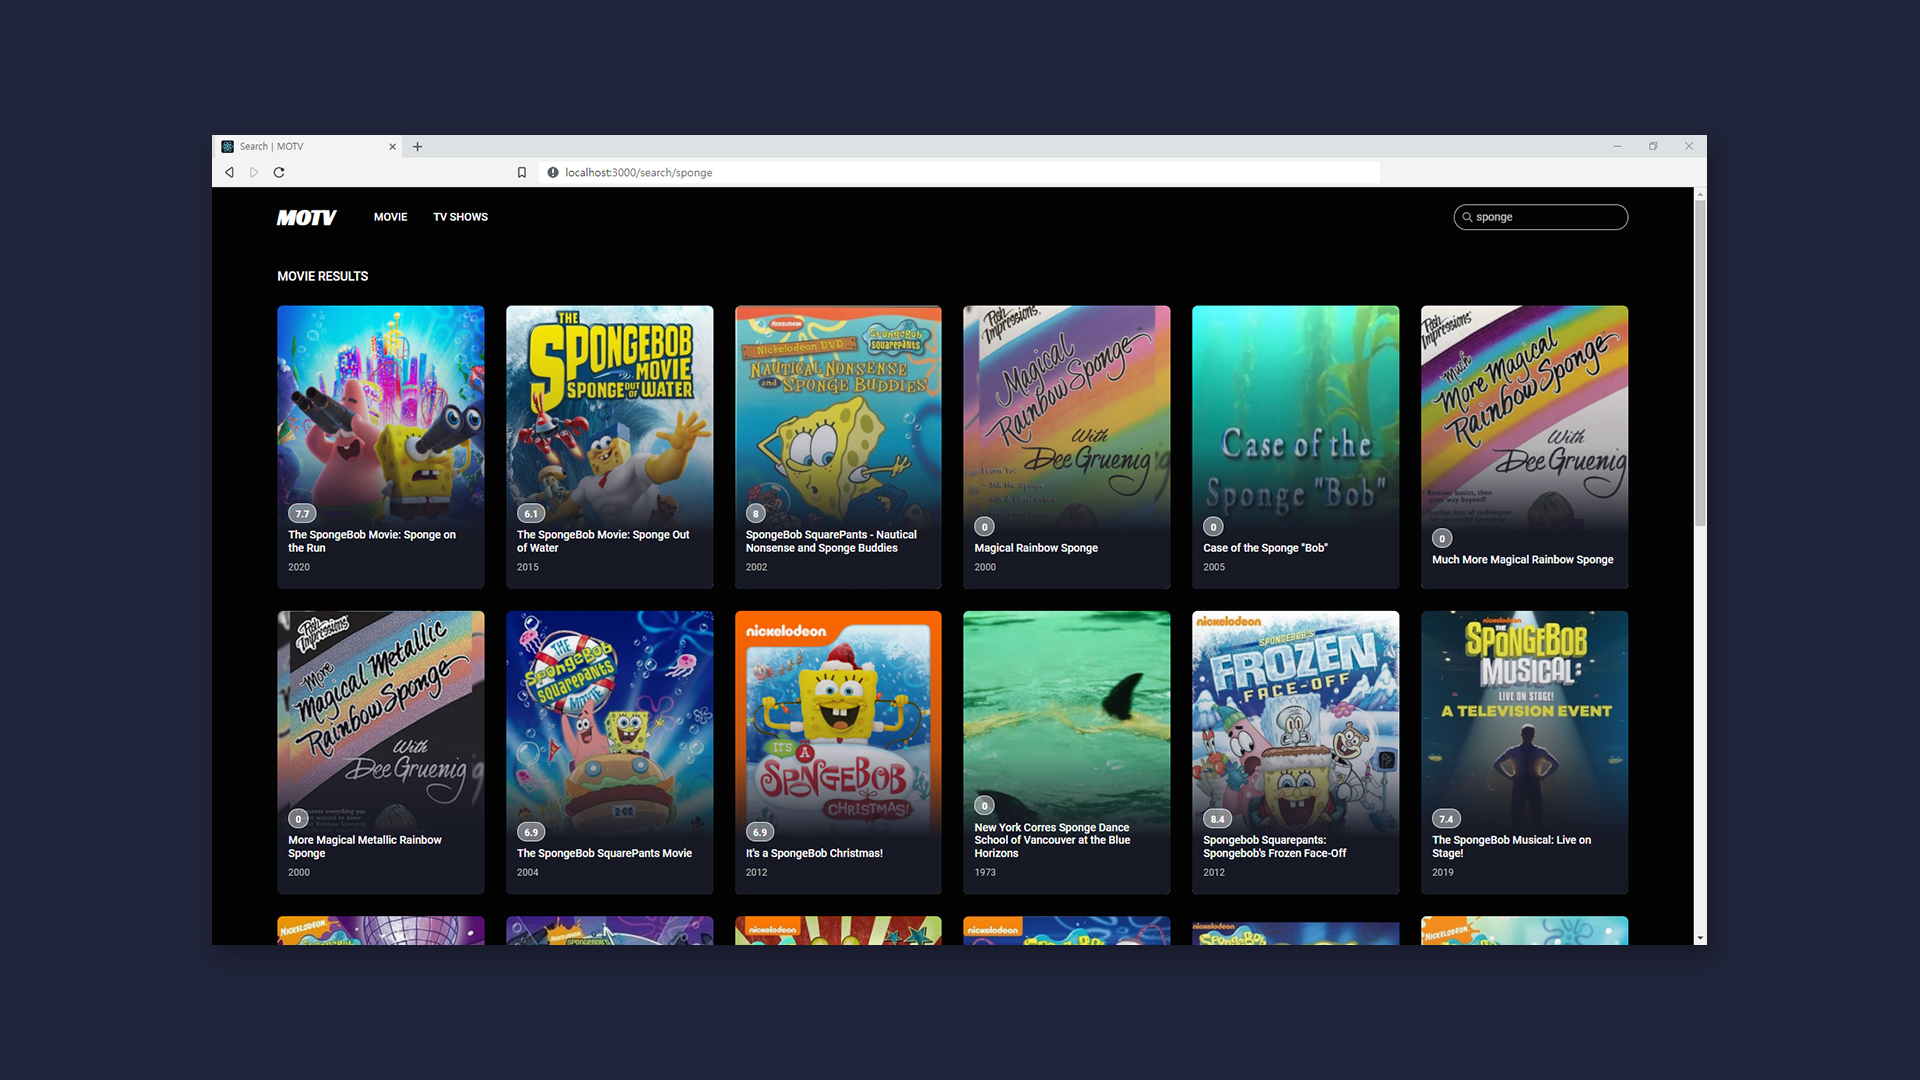 Search | MOTV
localhost:3000/search/sponge
MOTV
MOVIE
TV SHOWS
sponge
MOVIE RESULTS
7.7
The SpongeBob Movie: Sponge on
the Run
2020
THE
SPONGEBOB
MOVIE
SPONGE OUT OF WATER
6.1
The SpongeBob Movie: Sponge Out
of Water
2015
NICKELODEON
SpongeBob
SquarePants
Nickelodeon DVD
NAUTICAL NONSENSE
and SPONGE BUDDIES
8
SpongeBob SquarePants - Nautical
Nonsense and Sponge Buddies
2002
Posh
Impressions
Magical
Rainbow Sponge
With
Dee Gruenig
0
Magical Rainbow Sponge
2000
Case of the
Sponge "Bob"
0
Case of the Sponge "Bob"
2005
Posh
Impressions
Much
More Magical
Rainbow Sponge
With
Dee Gruenig
0
Much More Magical Rainbow Sponge
Posh
Impressions
More
Magical Metallic
Rainbow Sponge
With
Dee Gruenig
0
More Magical Metallic Rainbow
Sponge
2000
THE
SpongeBob
SquarePants
MOVIE
2:00
6.9
The SpongeBob SquarePants Movie
2004
nickelodeon
IT'S A
SPONGEBOB
CHRISTMAS!
6.9
It's a SpongeBob Christmas!
2012
0
New York Corres Sponge Dance
School of Vancouver at the Blue
Horizons
1973
nickelodeon
SPONGEBOB'S
FROZEN
FACE-OFF
8.4
Spongebob Squarepants:
Spongebob's Frozen Face-Off
2012
nickelodeon
THE
SPONGEBOB
MUSICAL:
LIVE ON STAGE!
A TELEVISION EVENT
7.4
The SpongeBob Musical: Live on
Stage!
2019
NICKELODEON
nickelodeon
nickelodeon
nickelodeon
NICKELODEON